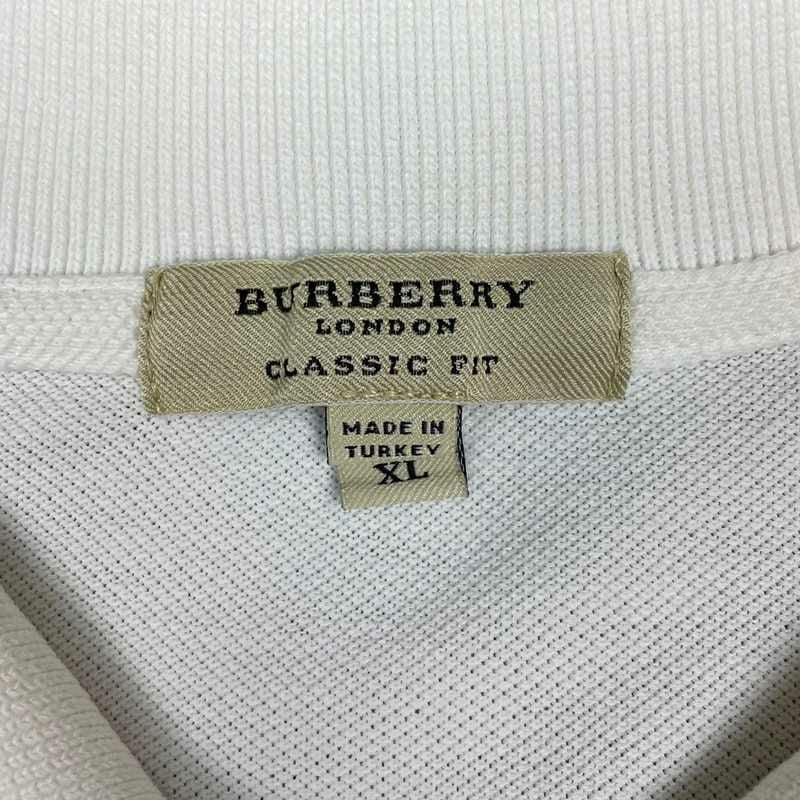 BURBERRY
LONDON
CLASSIC FIT
MADE IN
TURKEY
XL